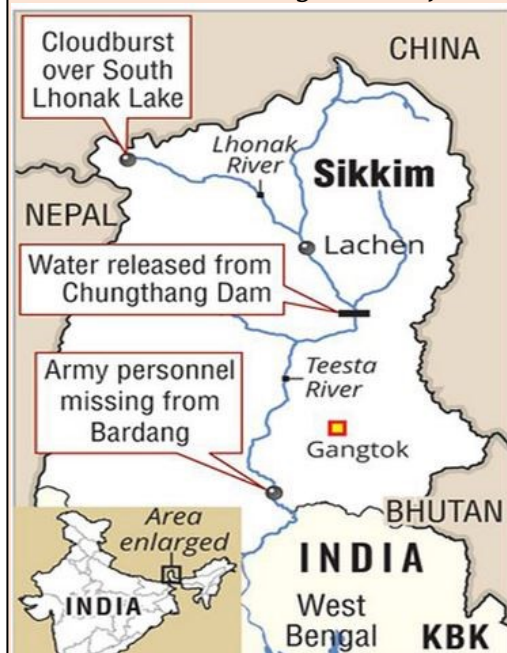 Cloudburst
over South
Lhonak Lake
CHINA
Lhonak
River
Sikkim
NEPAL
Lachen
Water released from
Chungthang Dam
Army personnel
missing from
Bardang
Teesta
River
Gangtok
BHUTAN
Area
enlarged
INDIA
INDIA
West
Bengal
KBK